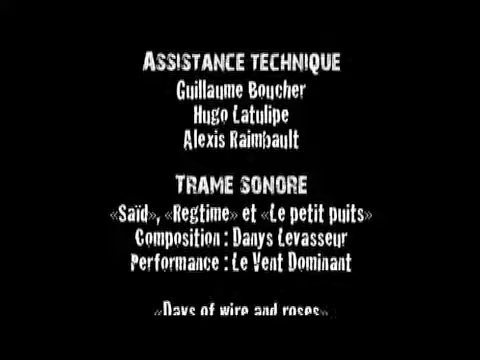 ASSISTANCE TECHNIQUE
Guillaume Boucher
Hugo Latulipe
Alexis Raimbault
TRAME SONORE
«Saïd», «Regtime» et «Le petit puits»
Composition : Danys Levasseur
Performance : Le Vent Dominant
«Days of wire and roses»